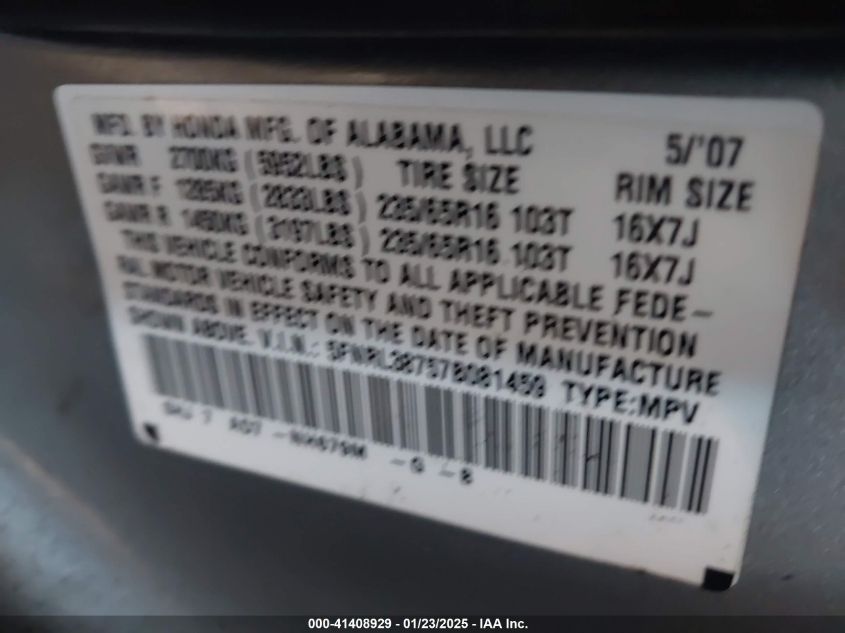 MFD. BY HONDA MFG. OF ALABAMA, LLC 5/'07
GVWR 2700KG (5952LBS) TIRE SIZE RIM SIZE
GAWR F 1285KG (2833LBS) 235/65R16 103T 16X7J
GAWR R 1450KG (3197LBS) 235/65R16 103T 16X7J
THIS VEHICLE CONFORMS TO ALL APPLICABLE FEDE-
RAL MOTOR VEHICLE SAFETY AND THEFT PREVENTION
STANDARDS IN EFFECT ON THE DATE OF MANUFACTURE
SHOWN ABOVE. V.I.N.: 5FNRL38757B081459 TYPE:MPV
7 A07 -NH679M -G -B
000-41408929 - 01/23/2025 - IAA Inc.